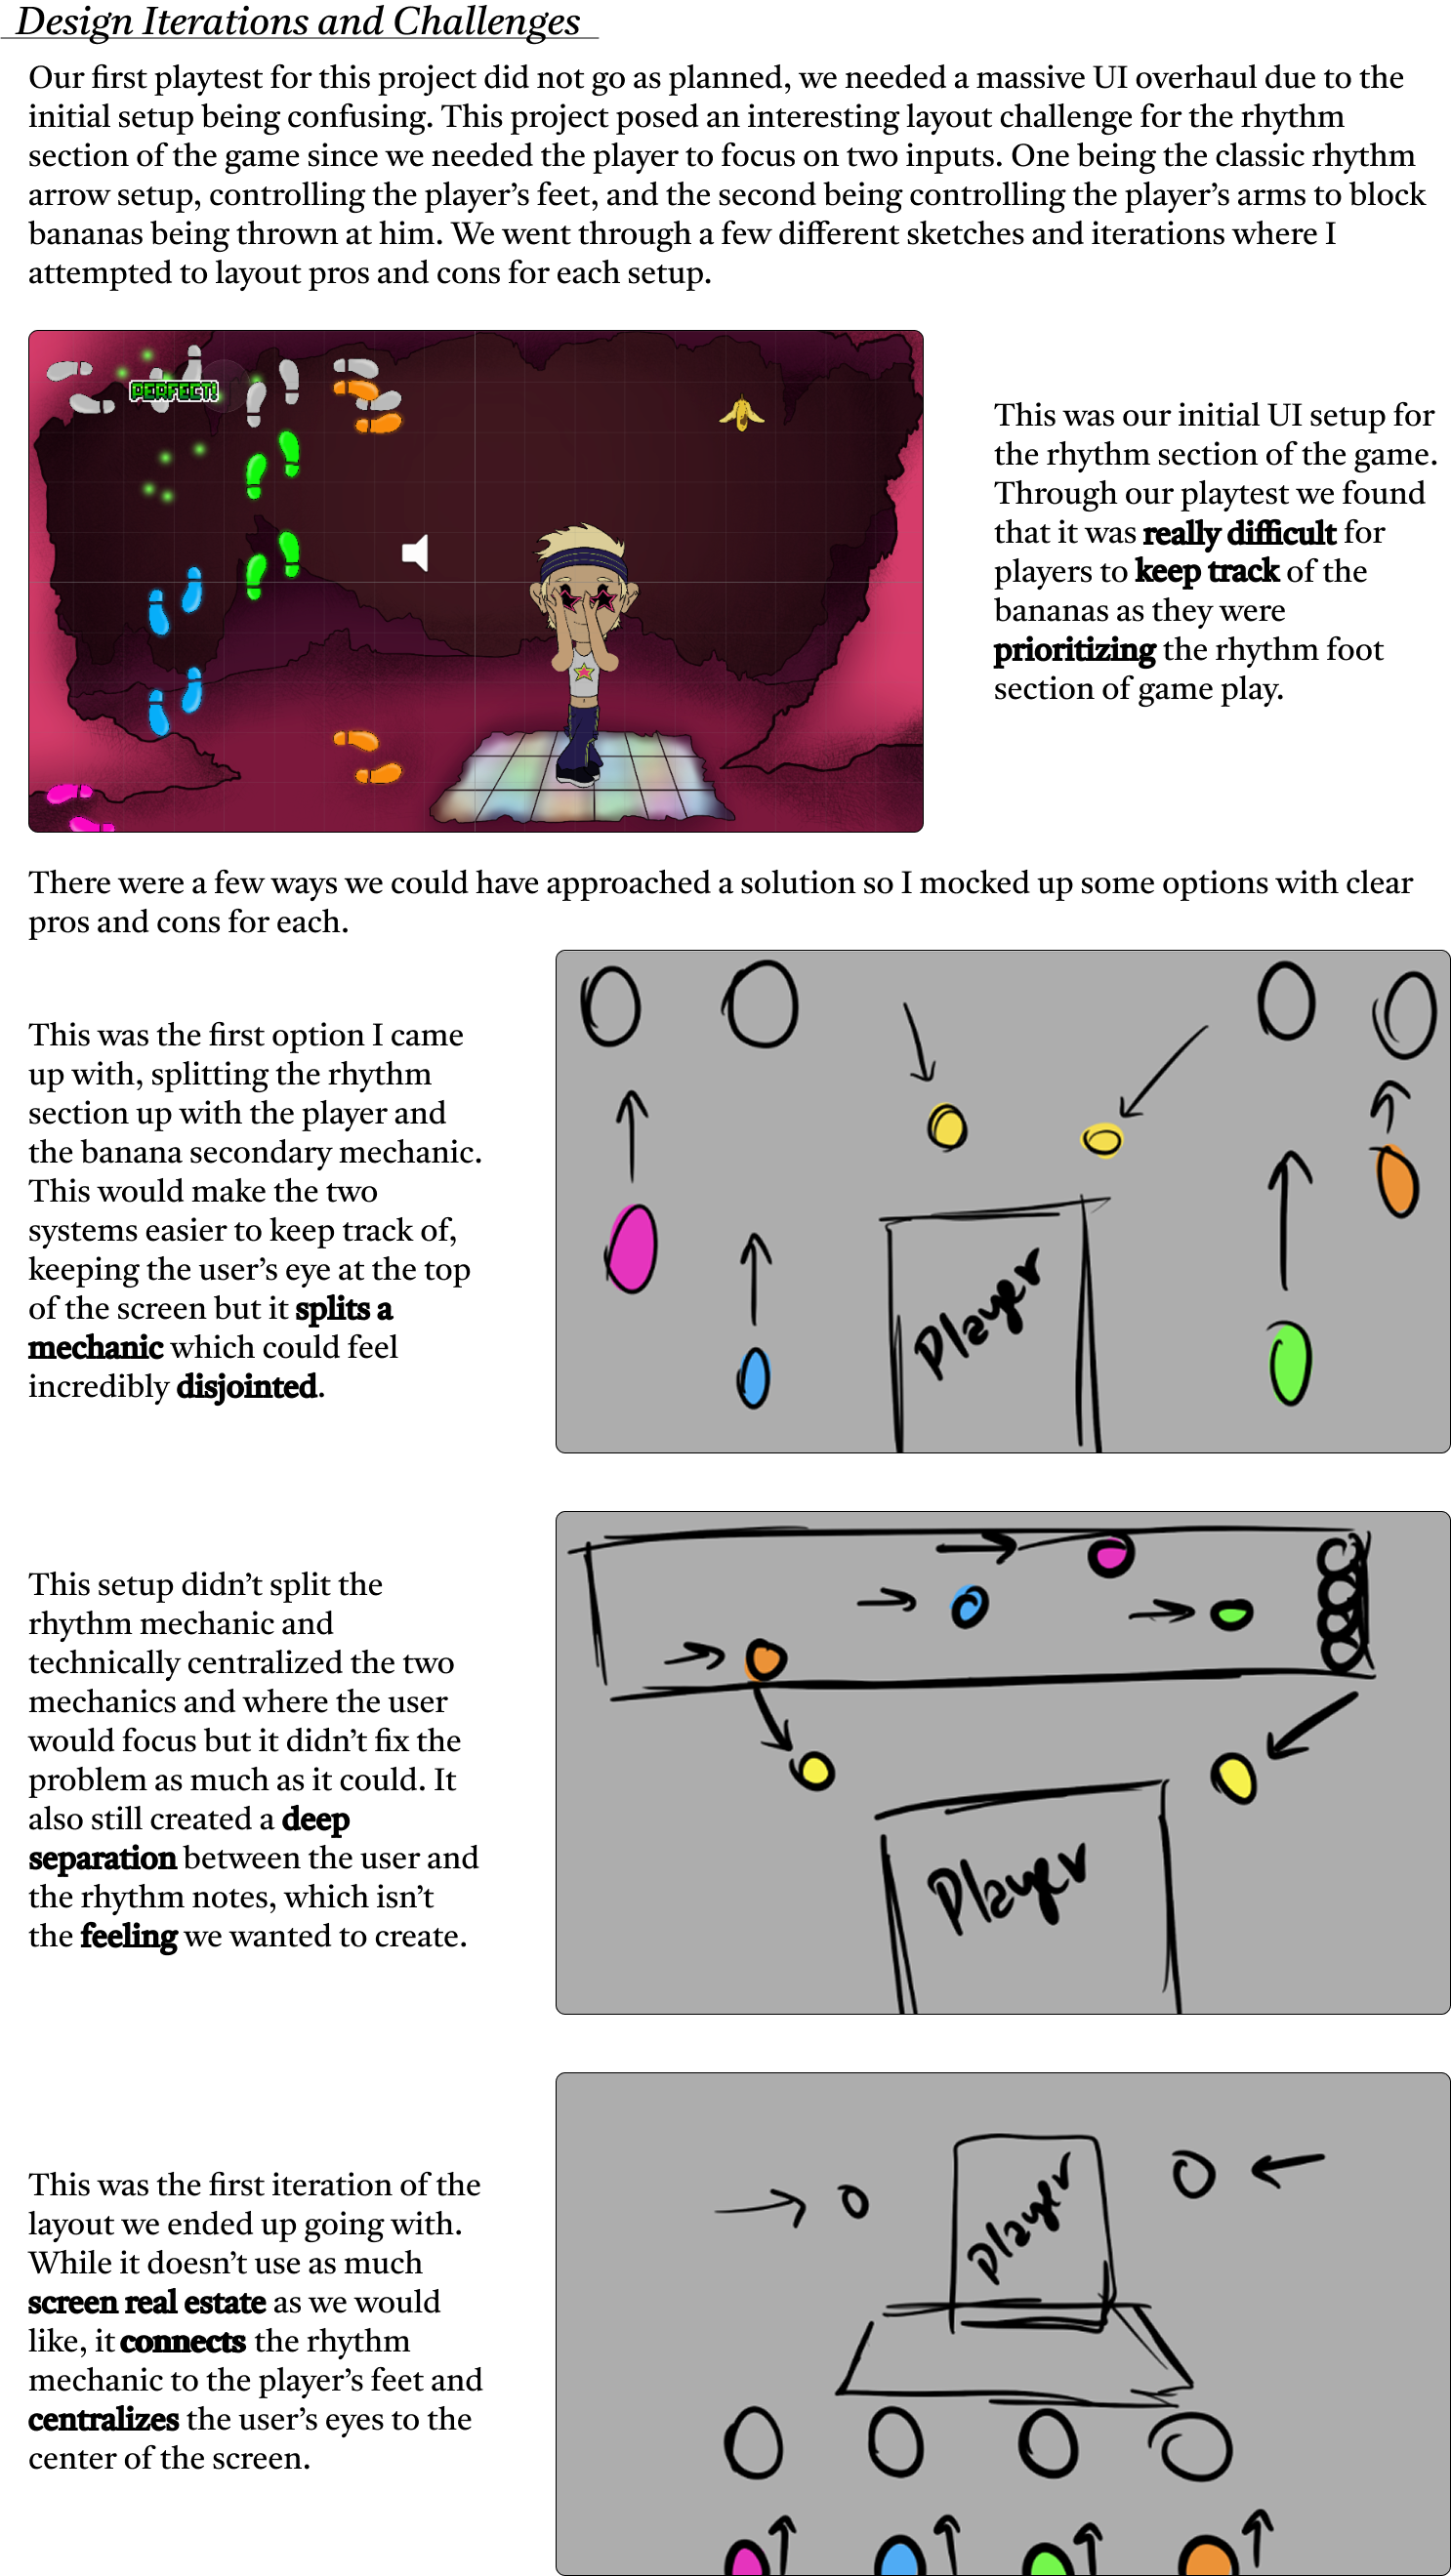 Design Iterations and Challenges
Our first playtest for this project did not go as planned, we needed a massive UI overhaul due to the
initial setup being confusing. This project posed an interesting layout challenge for the rhythm
section of the game since we needed the player to focus on two inputs. One being the classic rhythm
arrow setup, controlling the player’s feet, and the second being controlling the player’s arms to block
bananas being thrown at him. We went through a few different sketches and iterations where I
attempted to layout pros and cons for each setup.
PERFECT!
This was our initial UI setup for
the rhythm section of the game.
Through our playtest we found
that it was really difficult for
players to keep track of the
bananas as they were
prioritizing the rhythm foot
section of game play.
There were a few ways we could have approached a solution so I mocked up some options with clear
pros and cons for each.
This was the first option I came
up with, splitting the rhythm
section up with the player and
the banana secondary mechanic.
This would make the two
systems easier to keep track of,
keeping the user’s eye at the top
of the screen but it splits a
mechanic which could feel
incredibly disjointed.
Player
This setup didn’t split the
rhythm mechanic and
technically centralized the two
mechanics and where the user
would focus but it didn’t fix the
problem as much as it could. It
also still created a deep
separation between the user and
the rhythm notes, which isn’t
the feeling we wanted to create.
Player
This was the first iteration of the
layout we ended up going with.
While it doesn’t use as much
screen real estate as we would
like, it connects the rhythm
mechanic to the player’s feet and
centralizes the user’s eyes to the
center of the screen.
Player